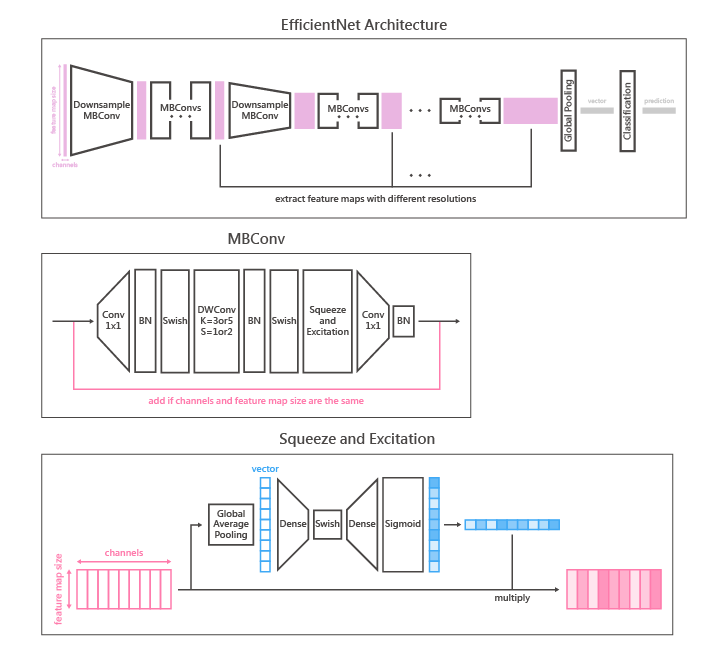 EfficientNet Architecture
feature map size
channels
Downsample
MBConv
MBConvs
Downsample
MBConv
MBConvs
MBConvs
Global Pooling
vector
Classification
prediction
extract feature maps with different resolutions
MBConv
Conv
1x1
BN
Swish
DWConv
K=3or5
S=1or2
BN
Swish
Squeeze
and
Excitation
Conv
1x1
BN
add if channels and feature map size are the same
Squeeze and Excitation
vector
Global
Average
Pooling
Dense
Swish
Dense
Sigmoid
channels
feature map size
multiply